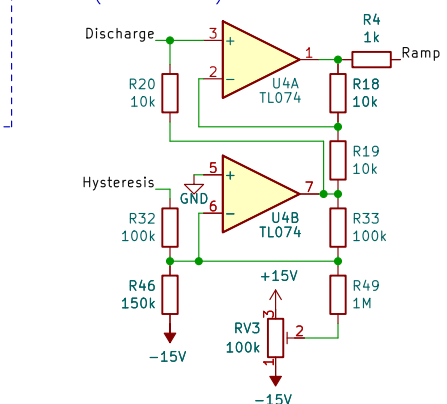 R4
1k
Discharge
3
+
1
Ramp
2
−
U4A
TL074
R20
10k
R18
10k
R19
10k
Hysteresis
5
+
7
GND
6
−
U4B
TL074
R32
100k
R33
100k
R46
150k
+15V
R49
1M
3
RV3
100k
2
1
−15V
−15V